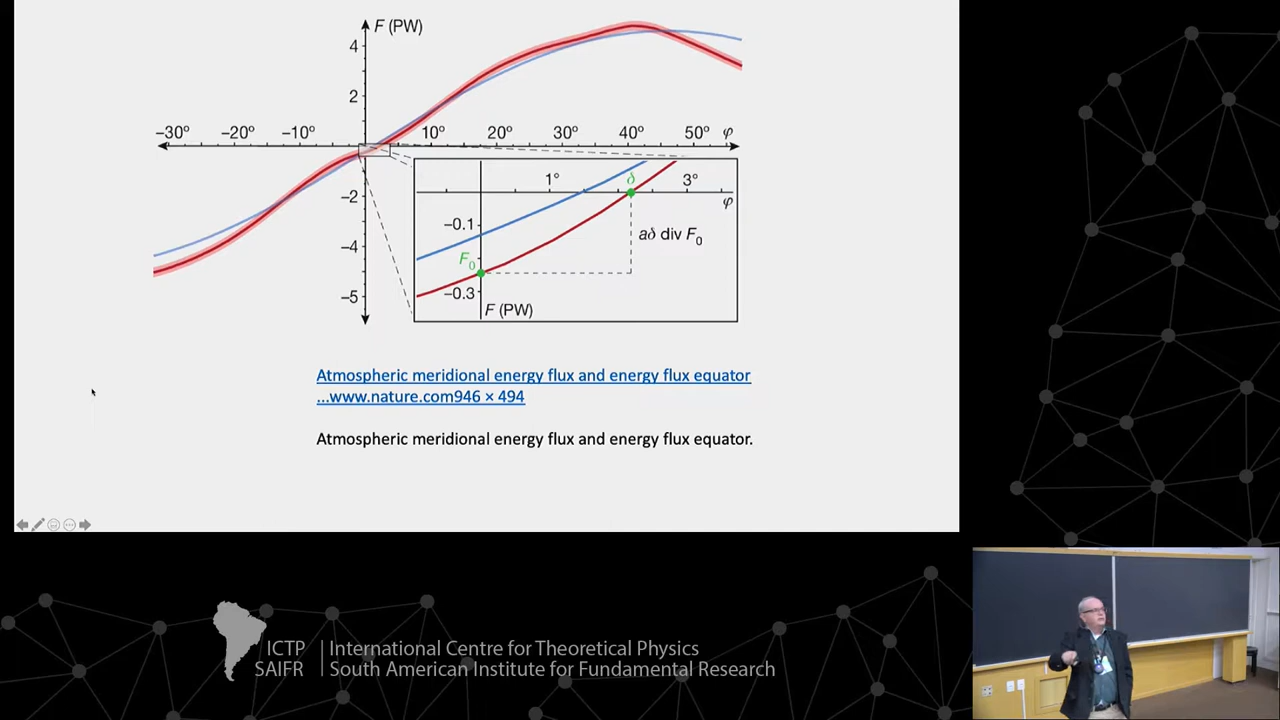 F (PW)
4
2
−30° −20° −10° 10° 20° 30° 40° 50° φ
−2
−4
−5
1° δ 3°
φ
−0.1
aδ div F₀
F₀
−0.3
F (PW)
Atmospheric meridional energy flux and energy flux equator
...www.nature.com946 × 494
Atmospheric meridional energy flux and energy flux equator.
ICTP
SAIFR
International Centre for Theoretical Physics
South American Institute for Fundamental Research